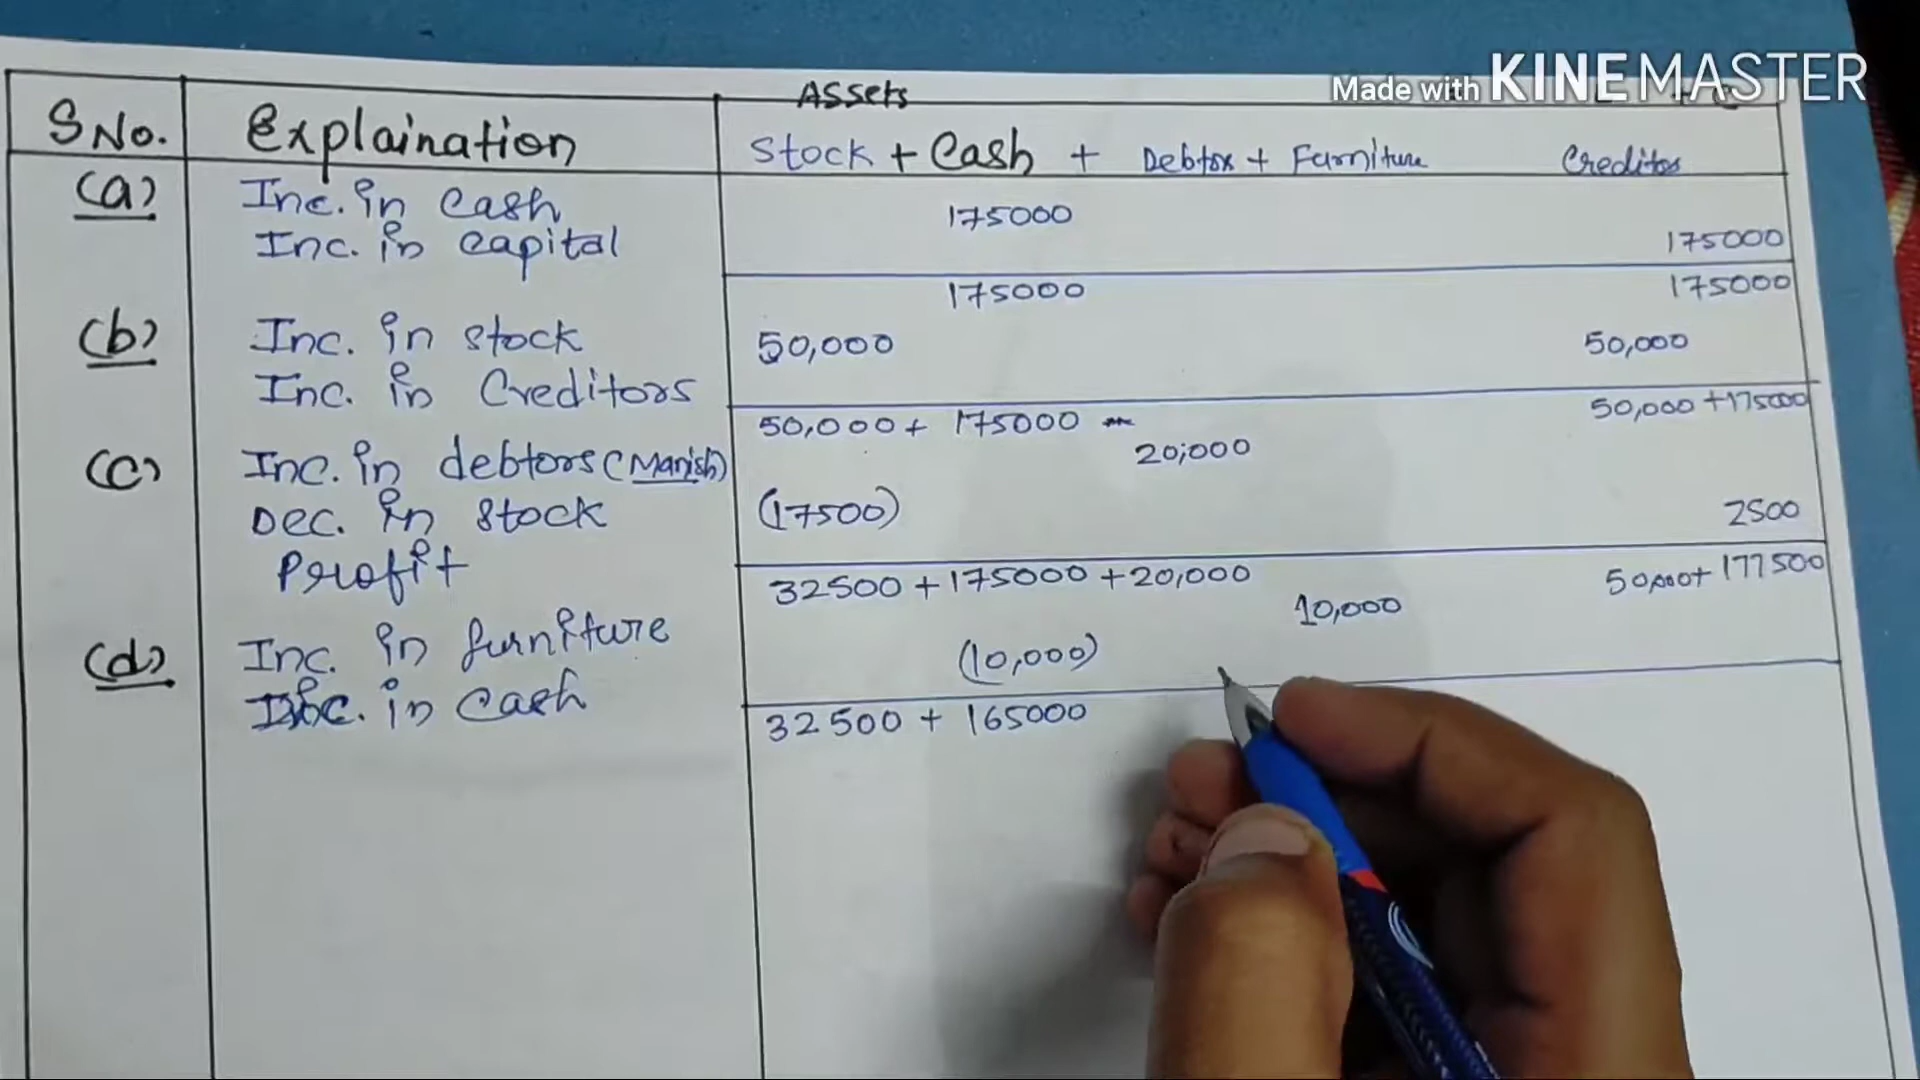 Made with KINEMASTER
Assets
S No. Explaination Stock + Cash + Debtox + Furniture Creditos
(a) Inc. in cash 175000
Inc. in capital 175000
175000 175000
(b) Inc. in stock 50,000 50,000
Inc. in Creditors
50,000 + 175000 50,000 + 175000
(c) Inc. in debtors (Manish) 20,000
Dec. in stock (17500) 2500
Profit
32500 + 175000 + 20,000 50,000+ 177500
(d) Inc. in furniture 10,000
in cash (10,000)
32500 + 165000